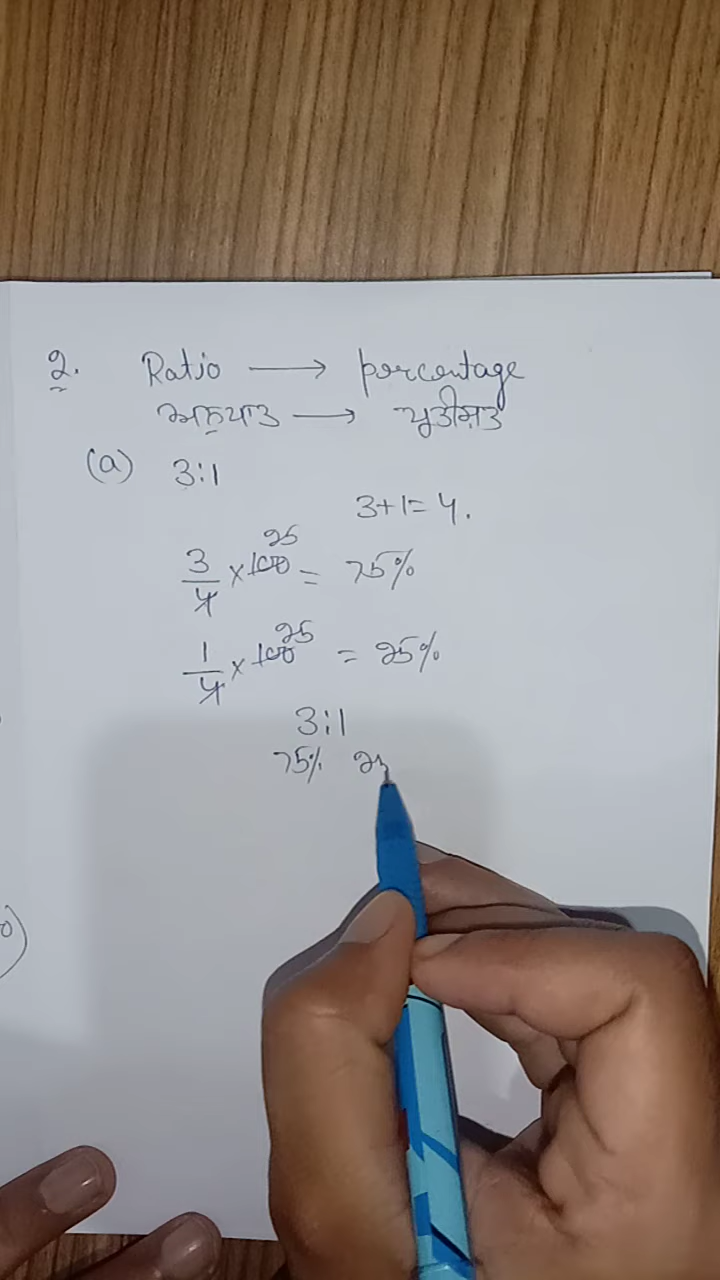 2. Ratio → percentage
ਅਨੁਪਾਤ → ਪ੍ਰਤੀਸ਼ਤ
(a) 3:1
3+1=4.
3/4 × 100 25 = 75%
1/4 × 100 25 = 25%
3:1
75% 2